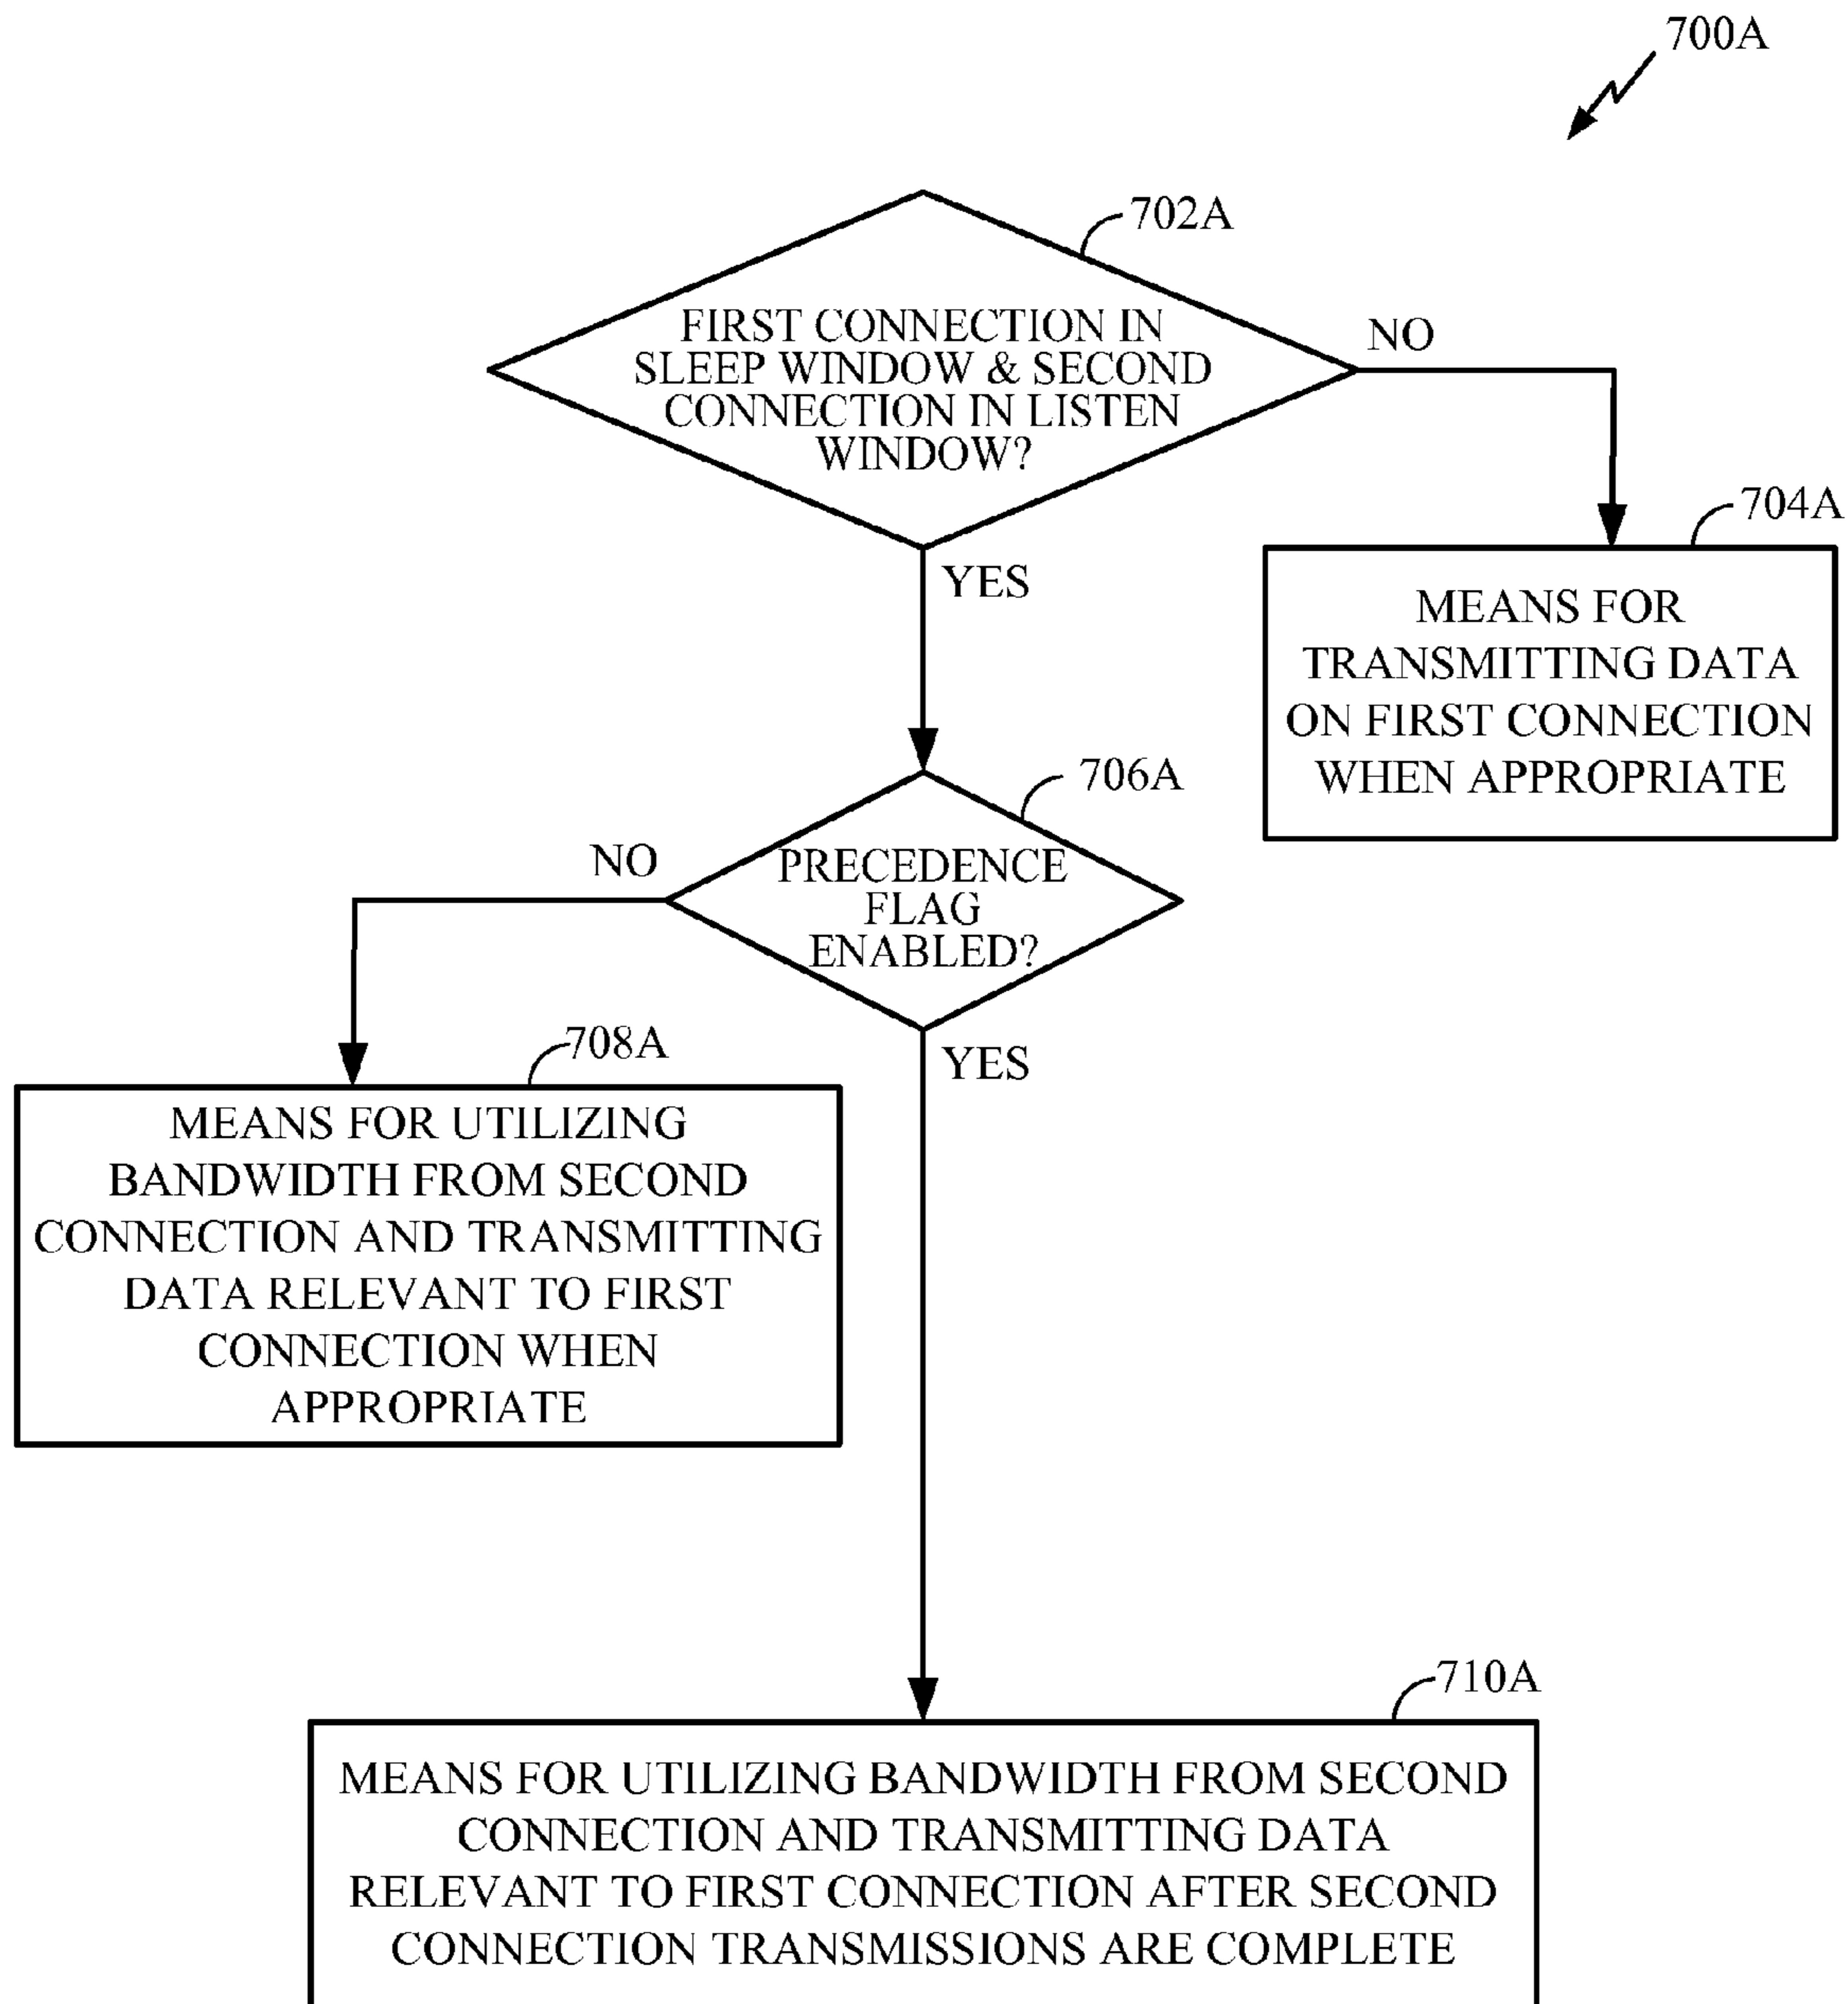 700A
702A
FIRST CONNECTION IN
SLEEP WINDOW & SECOND
CONNECTION IN LISTEN
WINDOW?
NO
YES
704A
MEANS FOR
TRANSMITTING DATA
ON FIRST CONNECTION
WHEN APPROPRIATE
706A
PRECEDENCE
FLAG
ENABLED?
NO
YES
708A
MEANS FOR UTILIZING
BANDWIDTH FROM SECOND
CONNECTION AND TRANSMITTING
DATA RELEVANT TO FIRST
CONNECTION WHEN
APPROPRIATE
710A
MEANS FOR UTILIZING BANDWIDTH FROM SECOND
CONNECTION AND TRANSMITTING DATA
RELEVANT TO FIRST CONNECTION AFTER SECOND
CONNECTION TRANSMISSIONS ARE COMPLETE